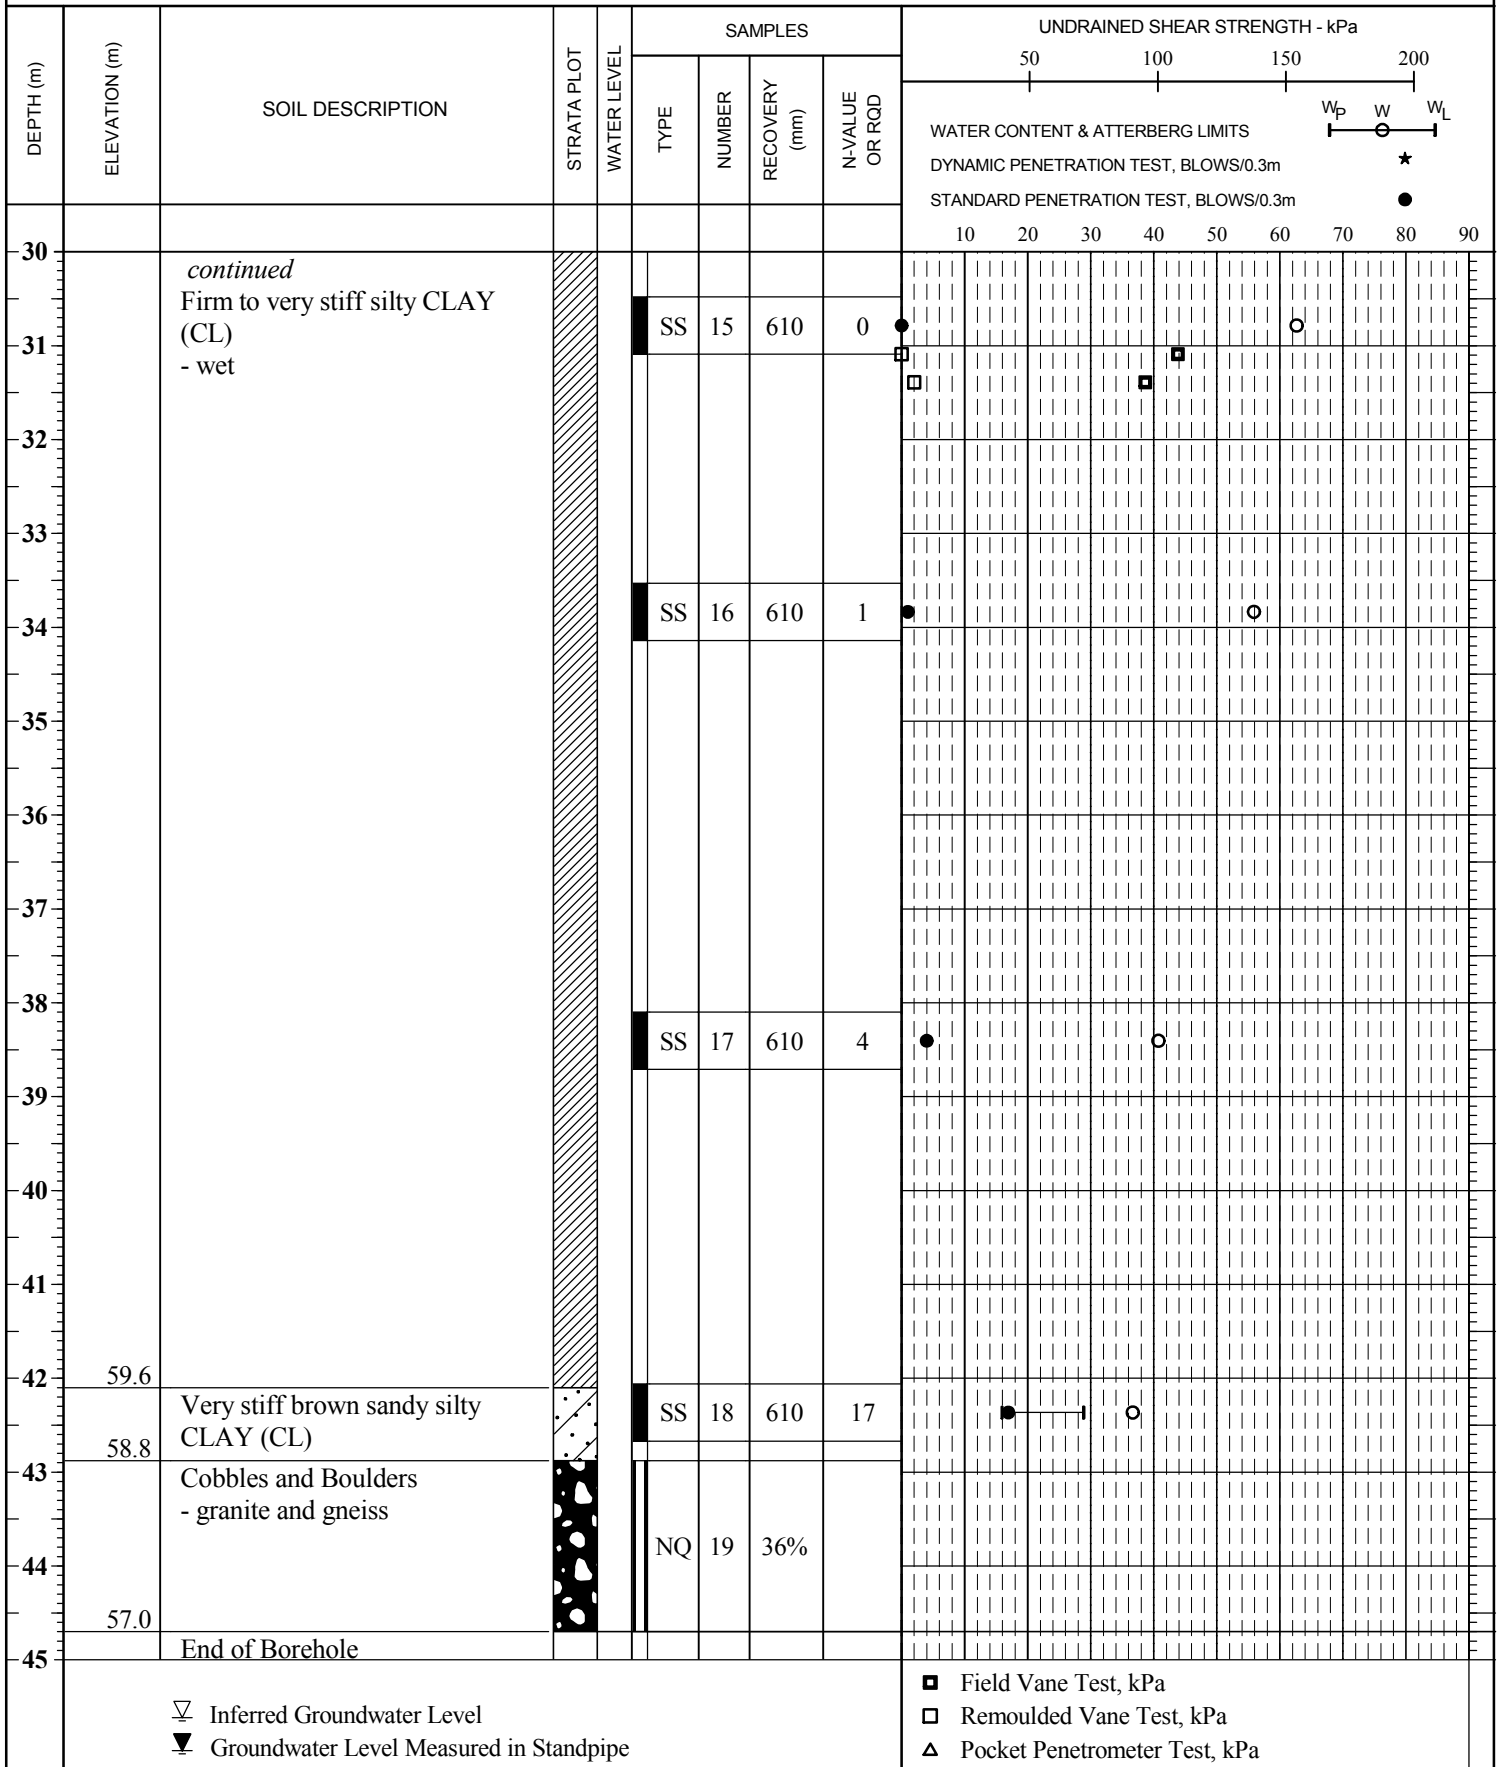 DEPTH (m)
ELEVATION (m)
SOIL DESCRIPTION
STRATA PLOT
WATER LEVEL
SAMPLES
TYPE
NUMBER
RECOVERY
(mm)
N-VALUE
OR RQD
UNDRAINED SHEAR STRENGTH - kPa
50 100 150 200
WATER CONTENT & ATTERBERG LIMITS
WP W WL
DYNAMIC PENETRATION TEST, BLOWS/0.3m ★
STANDARD PENETRATION TEST, BLOWS/0.3m ●
10 20 30 40 50 60 70 80 90
30
continued
Firm to very stiff silty CLAY
(CL)
- wet
SS 15 610 0
31
32
33
SS 16 610 1
34
35
36
37
38
SS 17 610 4
39
40
41
42
59.6
Very stiff brown sandy silty
CLAY (CL)
SS 18 610 17
58.8
43
Cobbles and Boulders
- granite and gneiss
NQ 19 36%
44
57.0
End of Borehole
45
Inferred Groundwater Level
Groundwater Level Measured in Standpipe
Field Vane Test, kPa
Remoulded Vane Test, kPa
Pocket Penetrometer Test, kPa